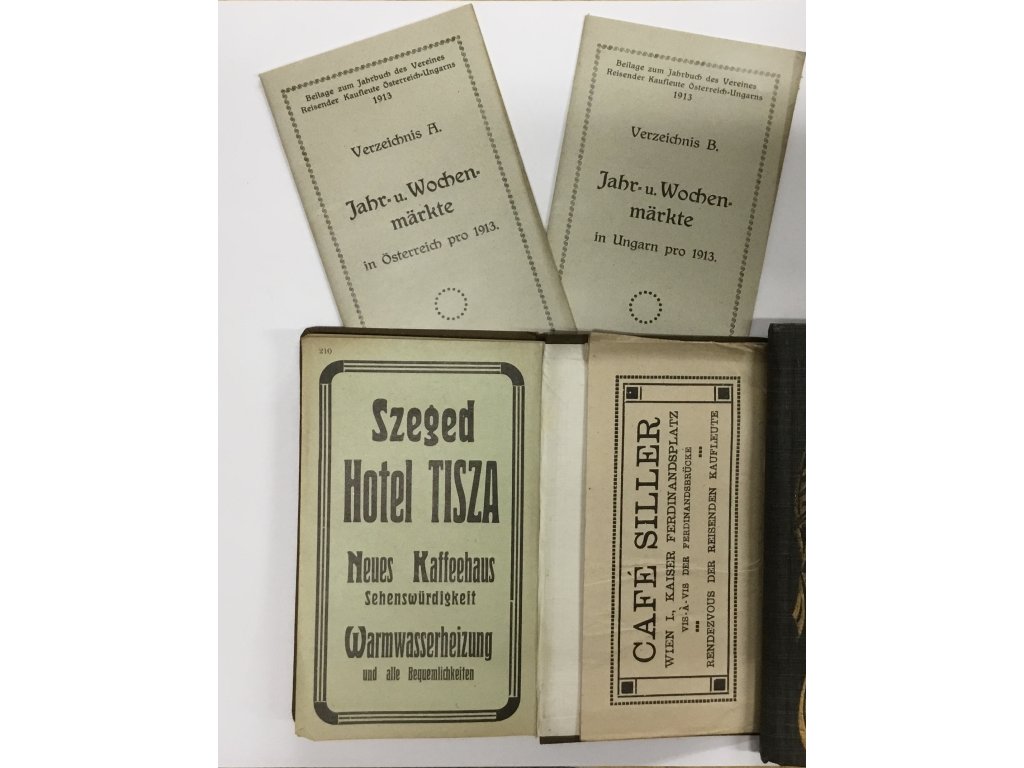 Beilage zum Jahrbuch des Vereines
Reisender Kaufleute Österreich-Ungarns
1913
Verzeichnis A.
Jahr- u. Wochen-
märkte
in Österreich pro 1913.
Beilage zum Jahrbuch des Vereines
Reisender Kaufleute Österreich-Ungarns
1913
Verzeichnis B.
Jahr- u. Wochen-
märkte
in Ungarn pro 1913.
210
Szeged
Hotel TISZA
Neues Kaffeehaus
Sehenswürdigkeit
Warmwasserheizung
und alle Bequemlichkeiten
CAFÉ SILLER
WIEN I., KAISER FERDINANDSPLATZ
VIS-À-VIS DER FERDINANDSBRÜCKE
RENDEZVOUS DER REISENDEN KAUFLEUTE